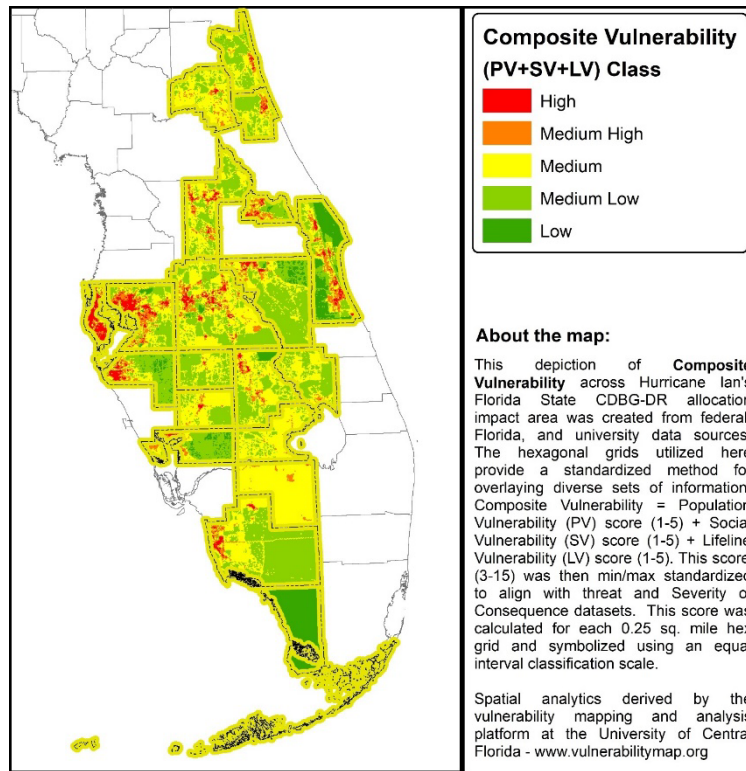 Composite Vulnerability
(PV+SV+LV) Class
High
Medium High
Medium
Medium Low
Low
About the map:
This depiction of Composite
Vulnerability across Hurricane Ian's
Florida State CDBG-DR allocation
impact area was created from federal
Florida, and university data sources
The hexagonal grids utilized here
provide a standardized method fo
overlaying diverse sets of information
Composite Vulnerability = Population
Vulnerability (PV) score (1-5) + Socia
Vulnerability (SV) score (1-5) + Lifeline
Vulnerability (LV) score (1-5). This score
(3-15) was then min/max standardized
to align with threat and Severity o
Consequence datasets. This score was
calculated for each 0.25 sq. mile hex
grid and symbolized using an equa
interval classification scale.
Spatial analytics derived by the
vulnerability mapping and analysis
platform at the University of Centra
Florida - www.vulnerabilitymap.org